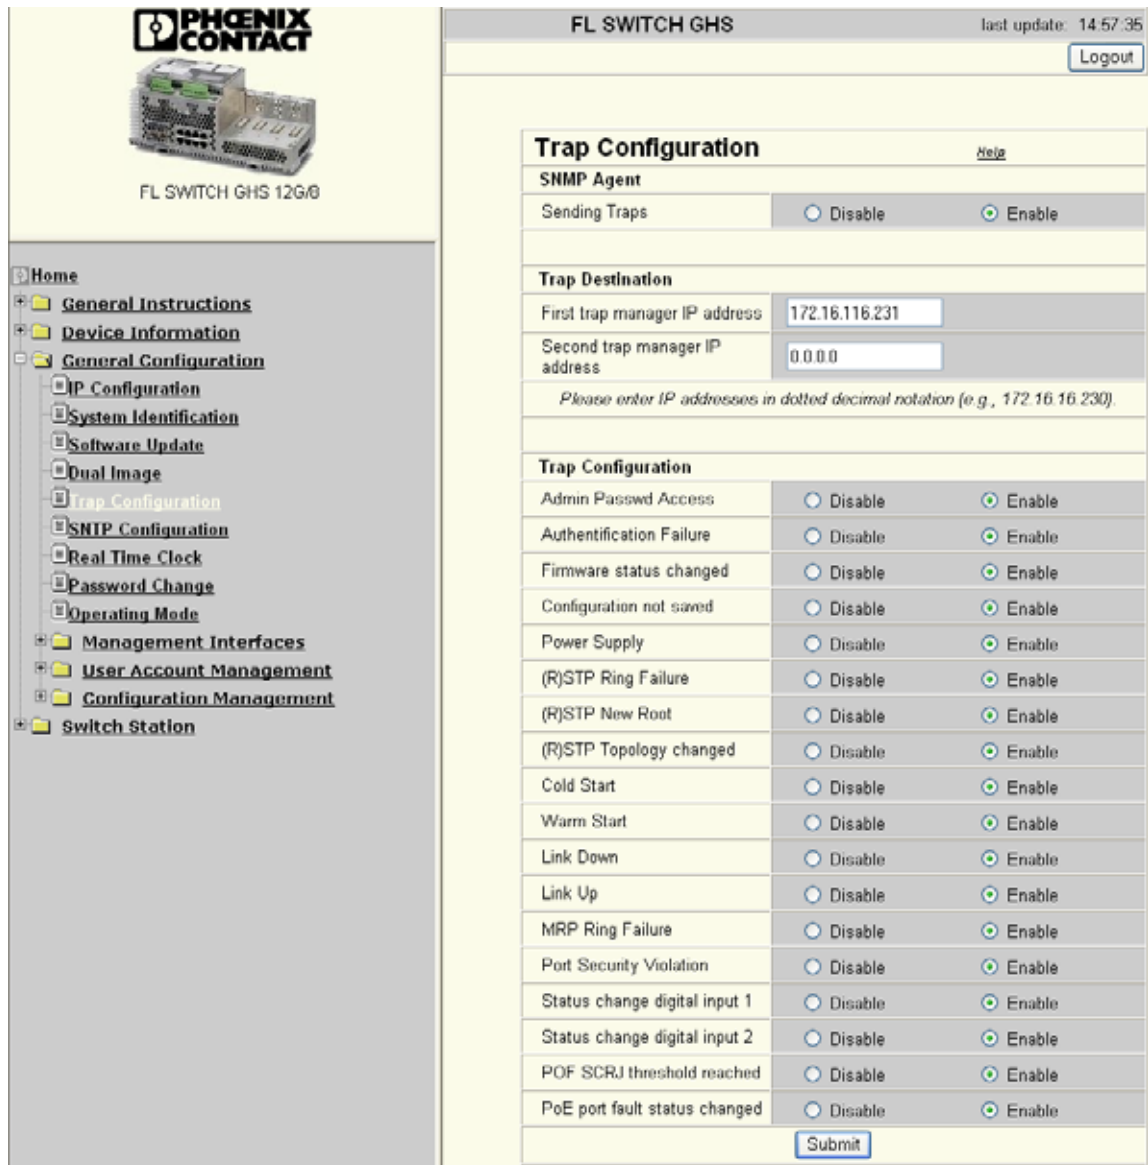 PHŒNIX
CONTACT
FL SWITCH GHS 12G/8
Home
General Instructions
Device Information
General Configuration
IP Configuration
System Identification
Software Update
Dual Image
Trap Configuration
SNTP Configuration
Real Time Clock
Password Change
Operating Mode
Management Interfaces
User Account Management
Configuration Management
Switch Station
FL SWITCH GHS last update: 14:57:35
Logout
Trap Configuration Help
SNMP Agent
Sending Traps Disable Enable
Trap Destination
First trap manager IP address 172.16.116.231
Second trap manager IP
address 0.0.0.0
Please enter IP addresses in dotted decimal notation (e.g., 172.16.16.230).
Trap Configuration
Admin Passwd Access Disable Enable
Authentification Failure Disable Enable
Firmware status changed Disable Enable
Configuration not saved Disable Enable
Power Supply Disable Enable
(R)STP Ring Failure Disable Enable
(R)STP New Root Disable Enable
(R)STP Topology changed Disable Enable
Cold Start Disable Enable
Warm Start Disable Enable
Link Down Disable Enable
Link Up Disable Enable
MRP Ring Failure Disable Enable
Port Security Violation Disable Enable
Status change digital input 1 Disable Enable
Status change digital input 2 Disable Enable
POF SCRJ threshold reached Disable Enable
PoE port fault status changed Disable Enable
Submit